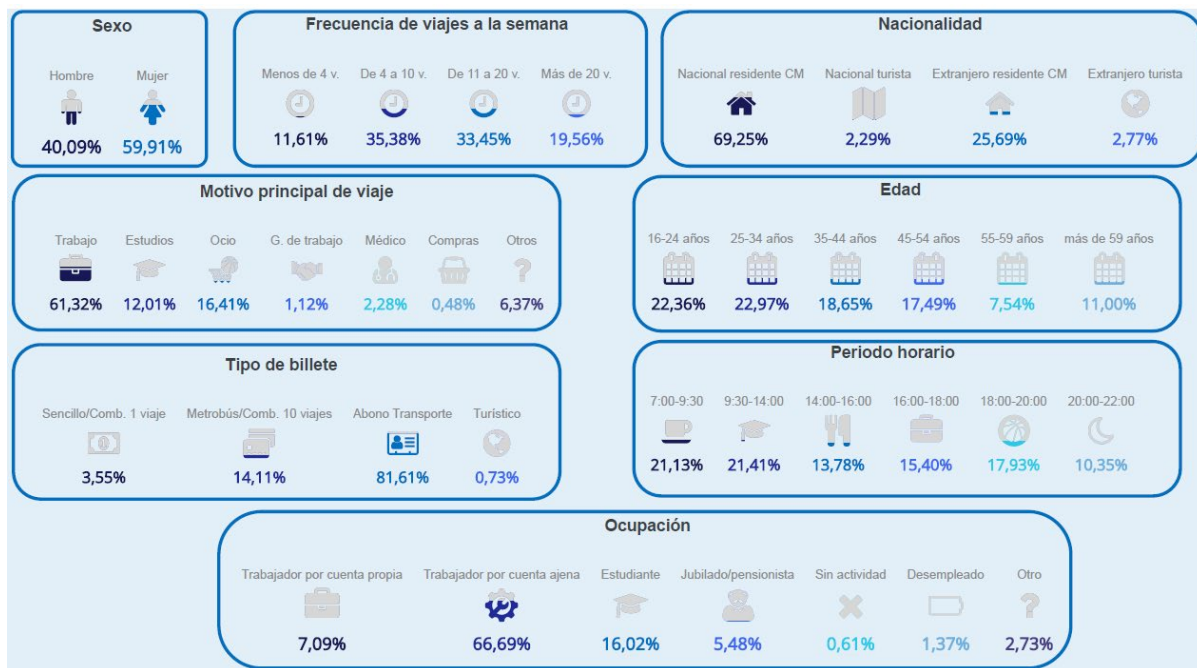 Sexo
Hombre Mujer
40,09% 59,91%
Frecuencia de viajes a la semana
Menos de 4 v. De 4 a 10 v. De 11 a 20 v. Más de 20 v.
11,61% 35,38% 33,45% 19,56%
Nacionalidad
Nacional residente CM Nacional turista Extranjero residente CM Extranjero turista
69,25% 2,29% 25,69% 2,77%
Motivo principal de viaje
Trabajo Estudios Ocio G. de trabajo Médico Compras Otros
61,32% 12,01% 16,41% 1,12% 2,28% 0,48% 6,37%
Edad
16-24 años 25-34 años 35-44 años 45-54 años 55-59 años más de 59 años
22,36% 22,97% 18,65% 17,49% 7,54% 11,00%
Tipo de billete
Sencillo/Comb. 1 viaje Metrobús/Comb. 10 viajes Abono Transporte Turístico
3,55% 14,11% 81,61% 0,73%
Periodo horario
7:00-9:30 9:30-14:00 14:00-16:00 16:00-18:00 18:00-20:00 20:00-22:00
21,13% 21,41% 13,78% 15,40% 17,93% 10,35%
Ocupación
Trabajador por cuenta propia Trabajador por cuenta ajena Estudiante Jubilado/pensionista Sin actividad Desempleado Otro
7,09% 66,69% 16,02% 5,48% 0,61% 1,37% 2,73%